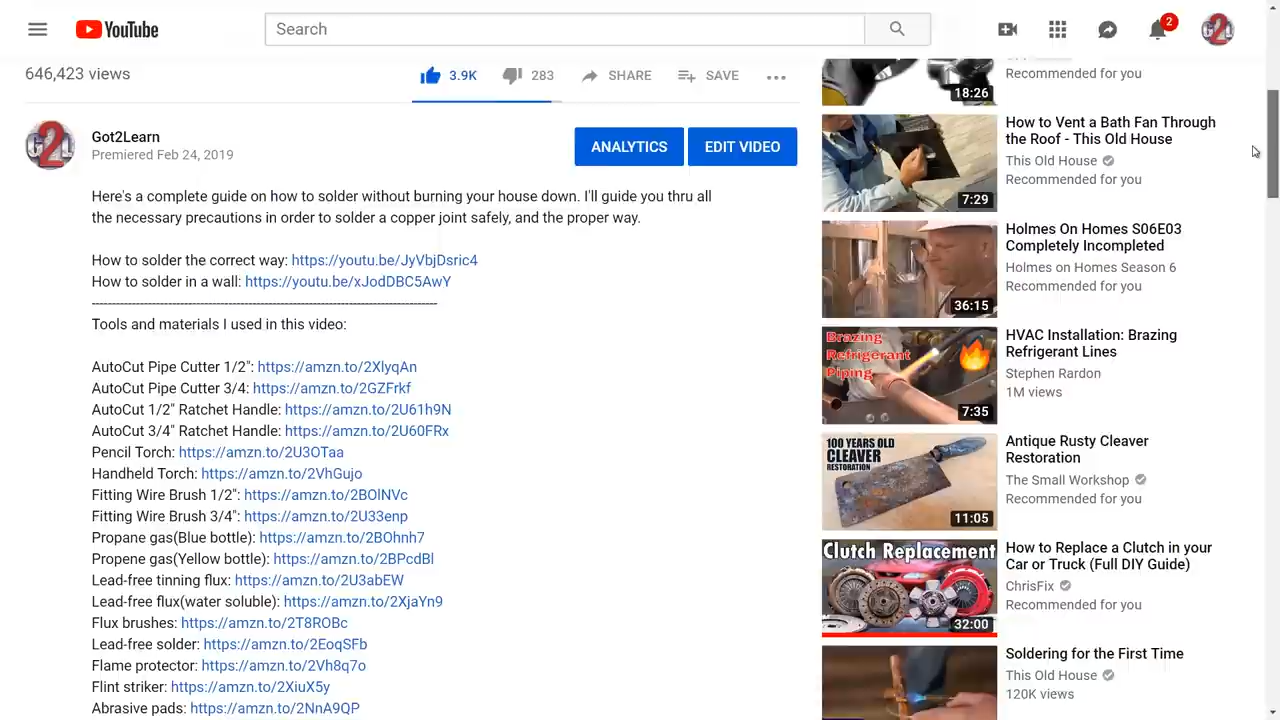 YouTube
Search
2
G2L
646,423 views
3.9K
283
SHARE
SAVE
G2L
Got2Learn
Premiered Feb 24, 2019
ANALYTICS
EDIT VIDEO
Here's a complete guide on how to solder without burning your house down. I'll guide you thru all
the necessary precautions in order to solder a copper joint safely, and the proper way.
How to solder the correct way: https://youtu.be/JyVbjDsric4
How to solder in a wall: https://youtu.be/xJodDBC5AwY
--------------------------------------------------------------------------------------
Tools and materials I used in this video:
AutoCut Pipe Cutter 1/2": https://amzn.to/2XlyqAn
AutoCut Pipe Cutter 3/4: https://amzn.to/2GZFrkf
AutoCut 1/2" Ratchet Handle: https://amzn.to/2U61h9N
AutoCut 3/4" Ratchet Handle: https://amzn.to/2U60FRx
Pencil Torch: https://amzn.to/2U3OTaa
Handheld Torch: https://amzn.to/2VhGujo
Fitting Wire Brush 1/2": https://amzn.to/2BOlNVc
Fitting Wire Brush 3/4": https://amzn.to/2U33enp
Propane gas(Blue bottle): https://amzn.to/2BOhnh7
Propene gas(Yellow bottle): https://amzn.to/2BPcdBl
Lead-free tinning flux: https://amzn.to/2U3abEW
Lead-free flux(water soluble): https://amzn.to/2XjaYn9
Flux brushes: https://amzn.to/2T8ROBc
Lead-free solder: https://amzn.to/2EoqSFb
Flame protector: https://amzn.to/2Vh8q7o
Flint striker: https://amzn.to/2XiuX5y
Abrasive pads: https://amzn.to/2NnA9QP
18:26
Recommended for you
7:29
How to Vent a Bath Fan Through
the Roof - This Old House
This Old House
Recommended for you
36:15
Holmes On Homes S06E03
Completely Incompleted
Holmes on Homes Season 6
Recommended for you
Brazing
Refrigerant
Piping
7:35
HVAC Installation: Brazing
Refrigerant Lines
Stephen Rardon
1M views
100 YEARS OLD
CLEAVER
RESTORATION
11:05
Antique Rusty Cleaver
Restoration
The Small Workshop
Recommended for you
Clutch Replacement
32:00
How to Replace a Clutch in your
Car or Truck (Full DIY Guide)
ChrisFix
Recommended for you
Soldering for the First Time
This Old House
120K views